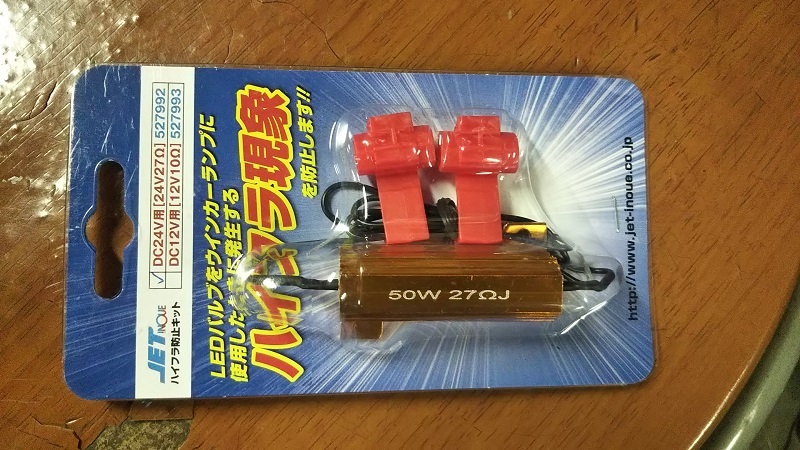 DC24V用[24V27Ω] 527992
DC12V用[12V10Ω] 527993
JET INOUE
ハイフラ防止キット
LEDバルブをウインカーランプに
使用したときに発生する
ハイフラ現象
を防止します!!
50W 27ΩJ
http://www.jet-inoue.co.jp